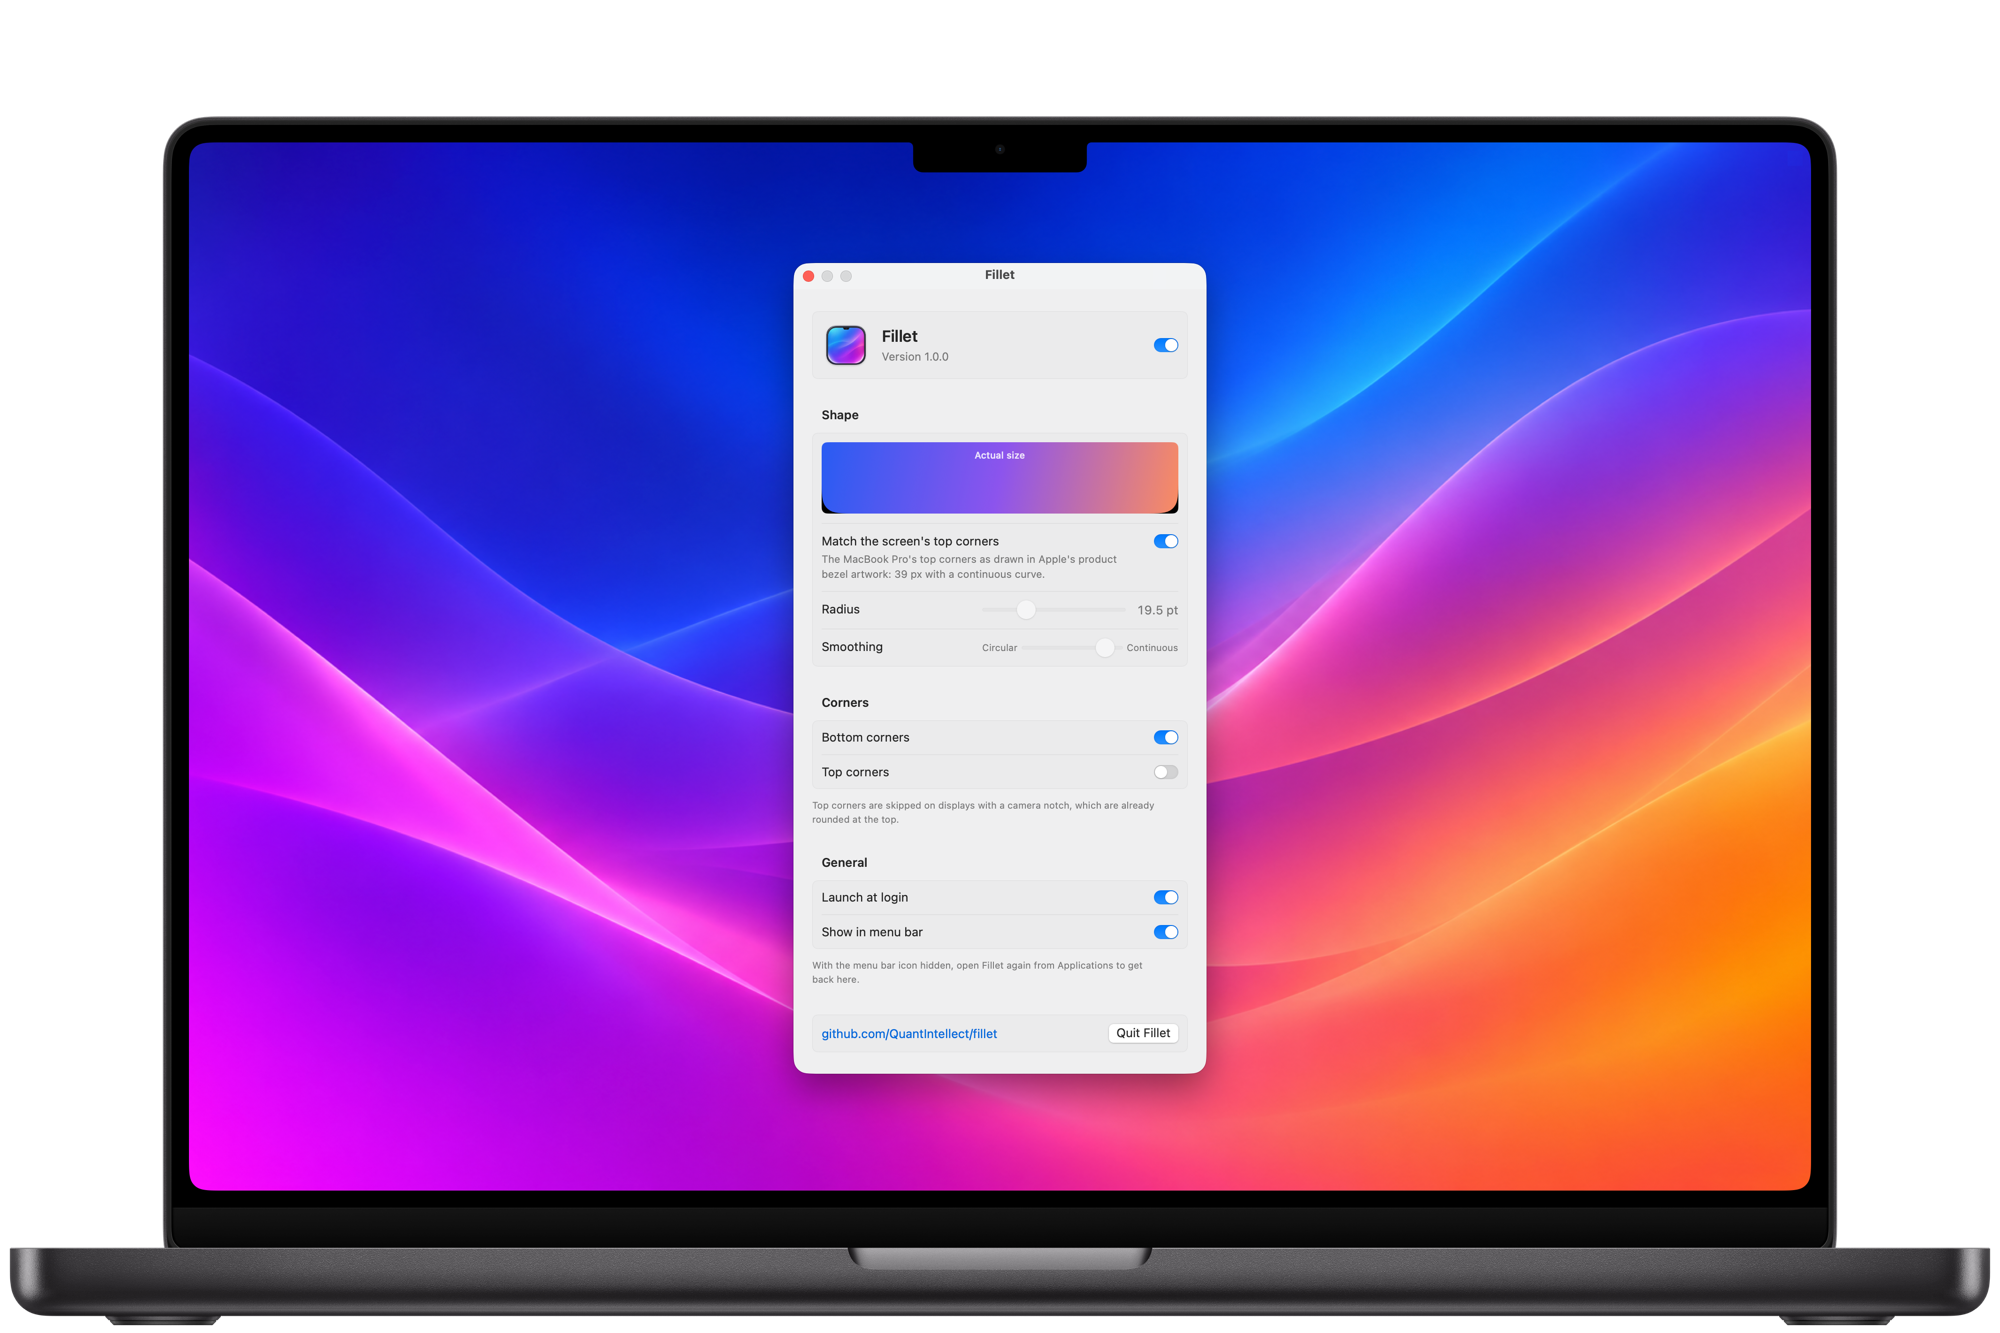 Fillet
Fillet
Version 1.0.0
Shape
Actual size
Match the screen's top corners
The MacBook Pro's top corners as drawn in Apple's product
bezel artwork: 39 px with a continuous curve.
Radius
19.5 pt
Smoothing
Circular
Continuous
Corners
Bottom corners
Top corners
Top corners are skipped on displays with a camera notch, which are already
rounded at the top.
General
Launch at login
Show in menu bar
With the menu bar icon hidden, open Fillet again from Applications to get
back here.
github.com/QuantIntellect/fillet
Quit Fillet